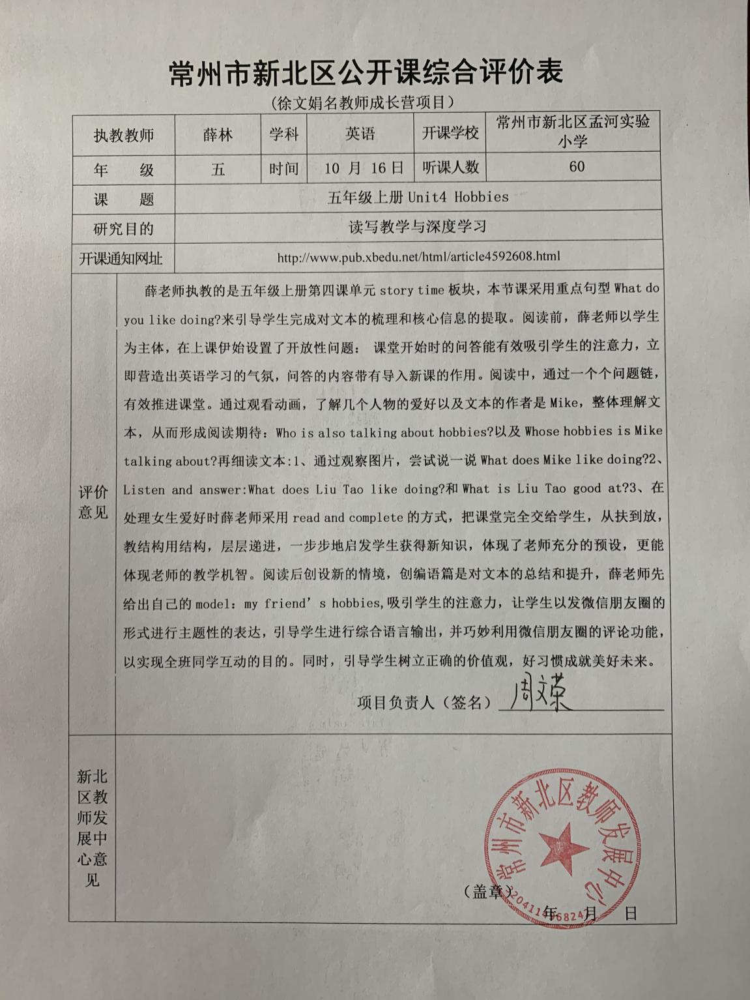 常州市新北区公开课综合评价表
（徐文娟名教师成长营项目）
执教教师 薛林 学科 英语 开课学校 常州市新北区孟河实验
小学
年 级 五 时间 10 月 16日 听课人数 60
课 题 五年级上册 Unit4 Hobbies
研究目的 读写教学与深度学习
开课通知网址 http://www.pub.xbedu.net/html/article4592608.html
评价
意见
薛老师执教的是五年级上册第四课单元 story time 板块，本节课采用重点句型 What do
you like doing?来引导学生完成对文本的梳理和核心信息的提取。阅读前，薛老师以学生
为主体，在上课伊始设置了开放性问题： 课堂开始时的问答能有效吸引学生的注意力，立
即营造出英语学习的气氛，问答的内容带有导入新课的作用。阅读中，通过一个个问题链，
有效推进课堂。通过观看动画，了解几个人物的爱好以及文本的作者是 Mike，整体理解文
本，从而形成阅读期待：Who is also talking about hobbies?以及 Whose hobbies is Mike
talking about?再细读文本:1、通过观察图片，尝试说一说 What does Mike like doing?2、
Listen and answer:What does Liu Tao like doing?和 What is Liu Tao good at?3、在
处理女生爱好时薛老师采用 read and complete 的方式，把课堂完全交给学生，从扶到放，
教结构用结构，层层递进，一步步地启发学生获得新知识，体现了老师充分的预设，更能
体现老师的教学机智。阅读后创设新的情境，创编语篇是对文本的总结和提升，薛老师先
给出自己的 model：my friend’s hobbies,吸引学生的注意力，让学生以发微信朋友圈的
形式进行主题性的表达，引导学生进行综合语言输出，并巧妙利用微信朋友圈的评论功能，
以实现全班同学互动的目的。同时，引导学生树立正确的价值观，好习惯成就美好未来。
项目负责人（签名） 周文荣
新北
区教
师发
展中
心意
见
常州市新北区教师发展中心
（盖章）
年 月 日